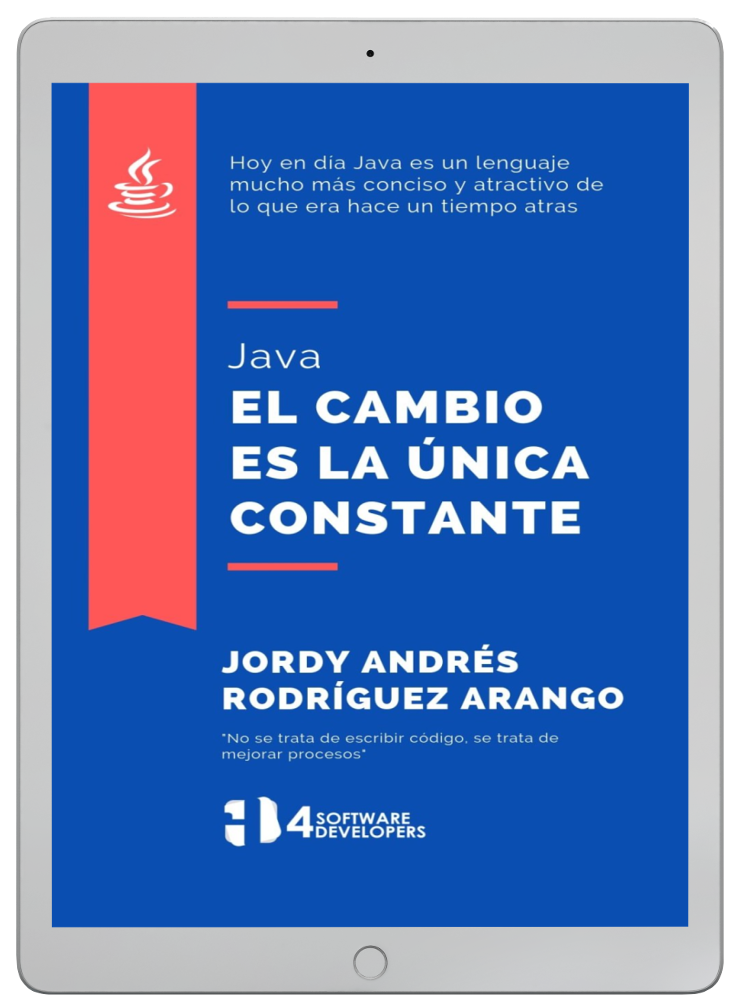 Hoy en día Java es un lenguaje
mucho más conciso y atractivo de
lo que era hace un tiempo atras
Java
EL CAMBIO
ES LA ÚNICA
CONSTANTE
JORDY ANDRÉS
RODRÍGUEZ ARANGO
"No se trata de escribir código, se trata de
mejorar procesos"
4 SOFTWARE
DEVELOPERS